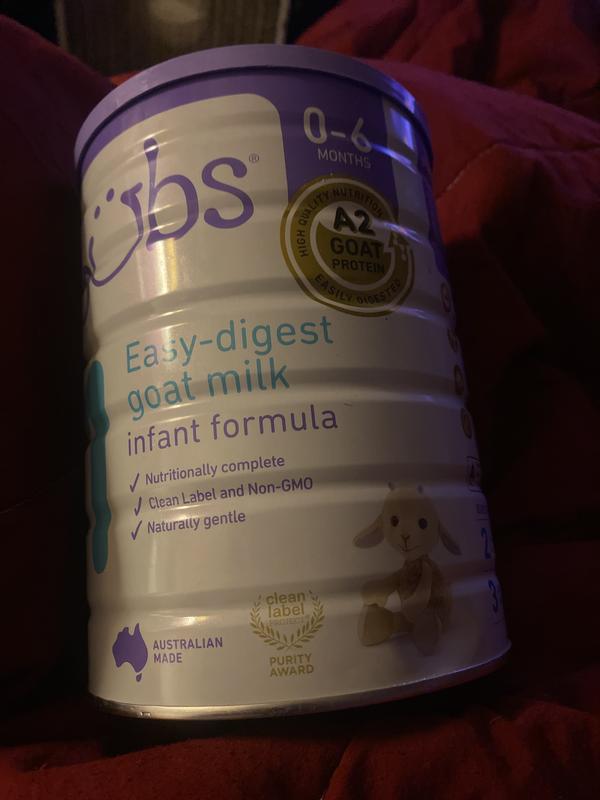 bs®
0-6
MONTHS
HIGH QUALITY NUTRITION
A2
GOAT
PROTEIN
EASILY DIGESTED
Easy-digest
goat milk
infant formula
✓ Nutritionally complete
✓ Clean Label and Non-GMO
✓ Naturally gentle
AUSTRALIAN
MADE
clean
label
PROJECT
PURITY
AWARD